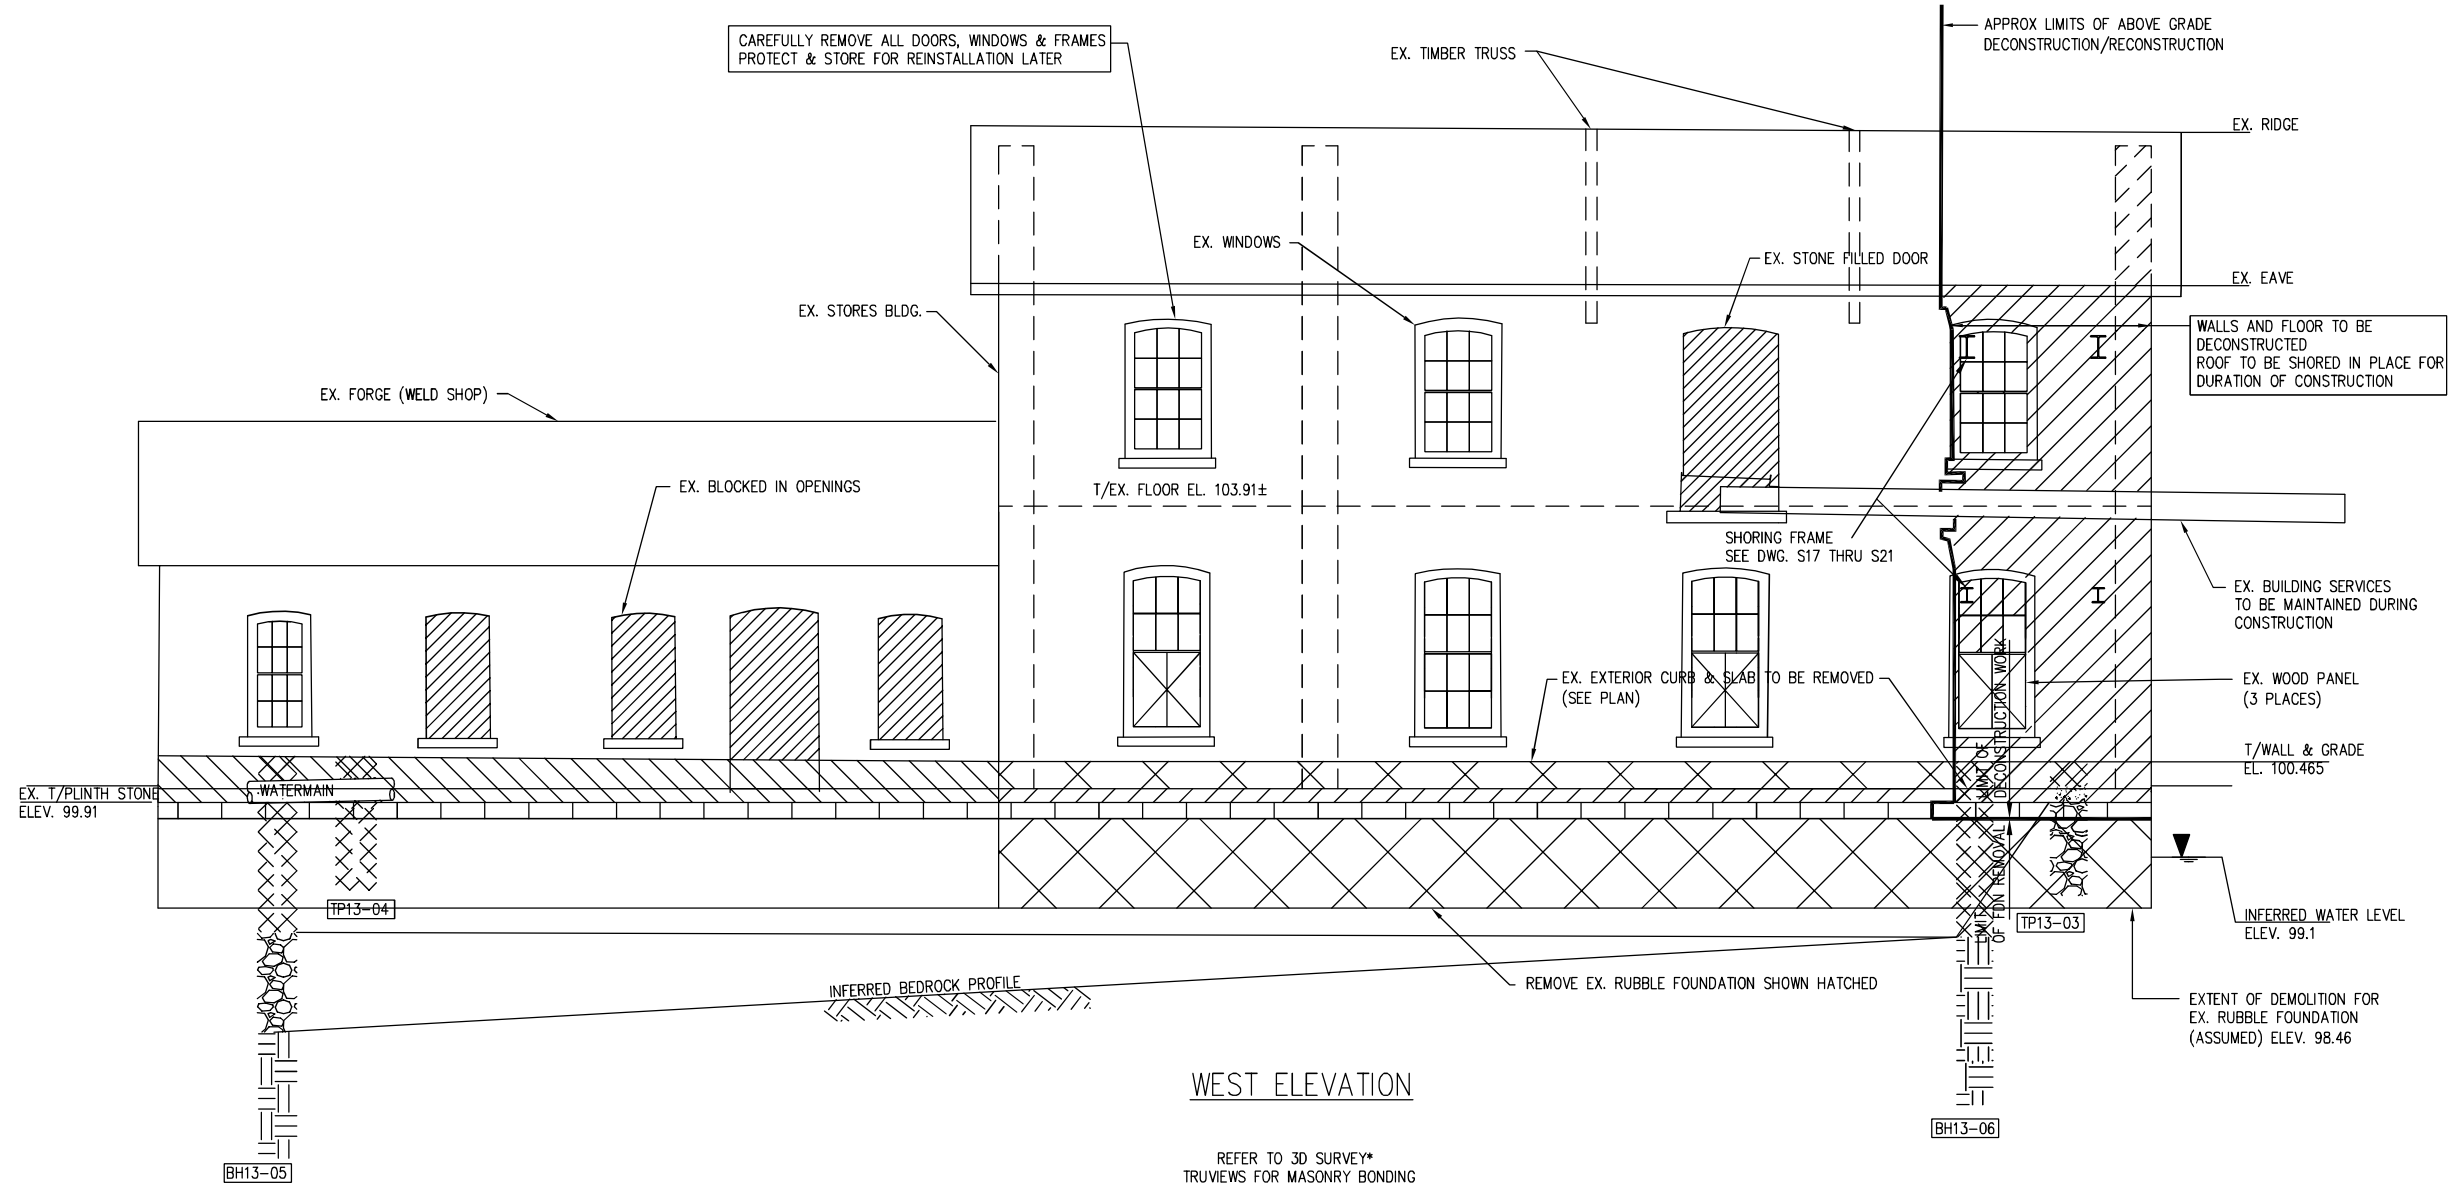 APPROX LIMITS OF ABOVE GRADE
DECONSTRUCTION/RECONSTRUCTION
CAREFULLY REMOVE ALL DOORS, WINDOWS & FRAMES
PROTECT & STORE FOR REINSTALLATION LATER
EX. TIMBER TRUSS
EX. RIDGE
EX. WINDOWS
EX. STONE FILLED DOOR
EX. EAVE
EX. STORES BLDG.
WALLS AND FLOOR TO BE
DECONSTRUCTED
ROOF TO BE SHORED IN PLACE FOR
DURATION OF CONSTRUCTION
EX. FORGE (WELD SHOP)
EX. BLOCKED IN OPENINGS
T/EX. FLOOR EL. 103.91±
SHORING FRAME
SEE DWG. S17 THRU S21
EX. BUILDING SERVICES
TO BE MAINTAINED DURING
CONSTRUCTION
EX. EXTERIOR CURB & SLAB TO BE REMOVED
(SEE PLAN)
EX. WOOD PANEL
(3 PLACES)
LIMIT OF
DECONSTRUCTION WORK
T/WALL & GRADE
EL. 100.465
EX. T/PLINTH STONE
ELEV. 99.91
WATERMAIN
LIMIT
OF FDN REMOVAL
TP13-04
TP13-03
INFERRED WATER LEVEL
ELEV. 99.1
INFERRED BEDROCK PROFILE
REMOVE EX. RUBBLE FOUNDATION SHOWN HATCHED
EXTENT OF DEMOLITION FOR
EX. RUBBLE FOUNDATION
(ASSUMED) ELEV. 98.46
WEST ELEVATION
BH13-06
BH13-05
REFER TO 3D SURVEY*
TRUVIEWS FOR MASONRY BONDING